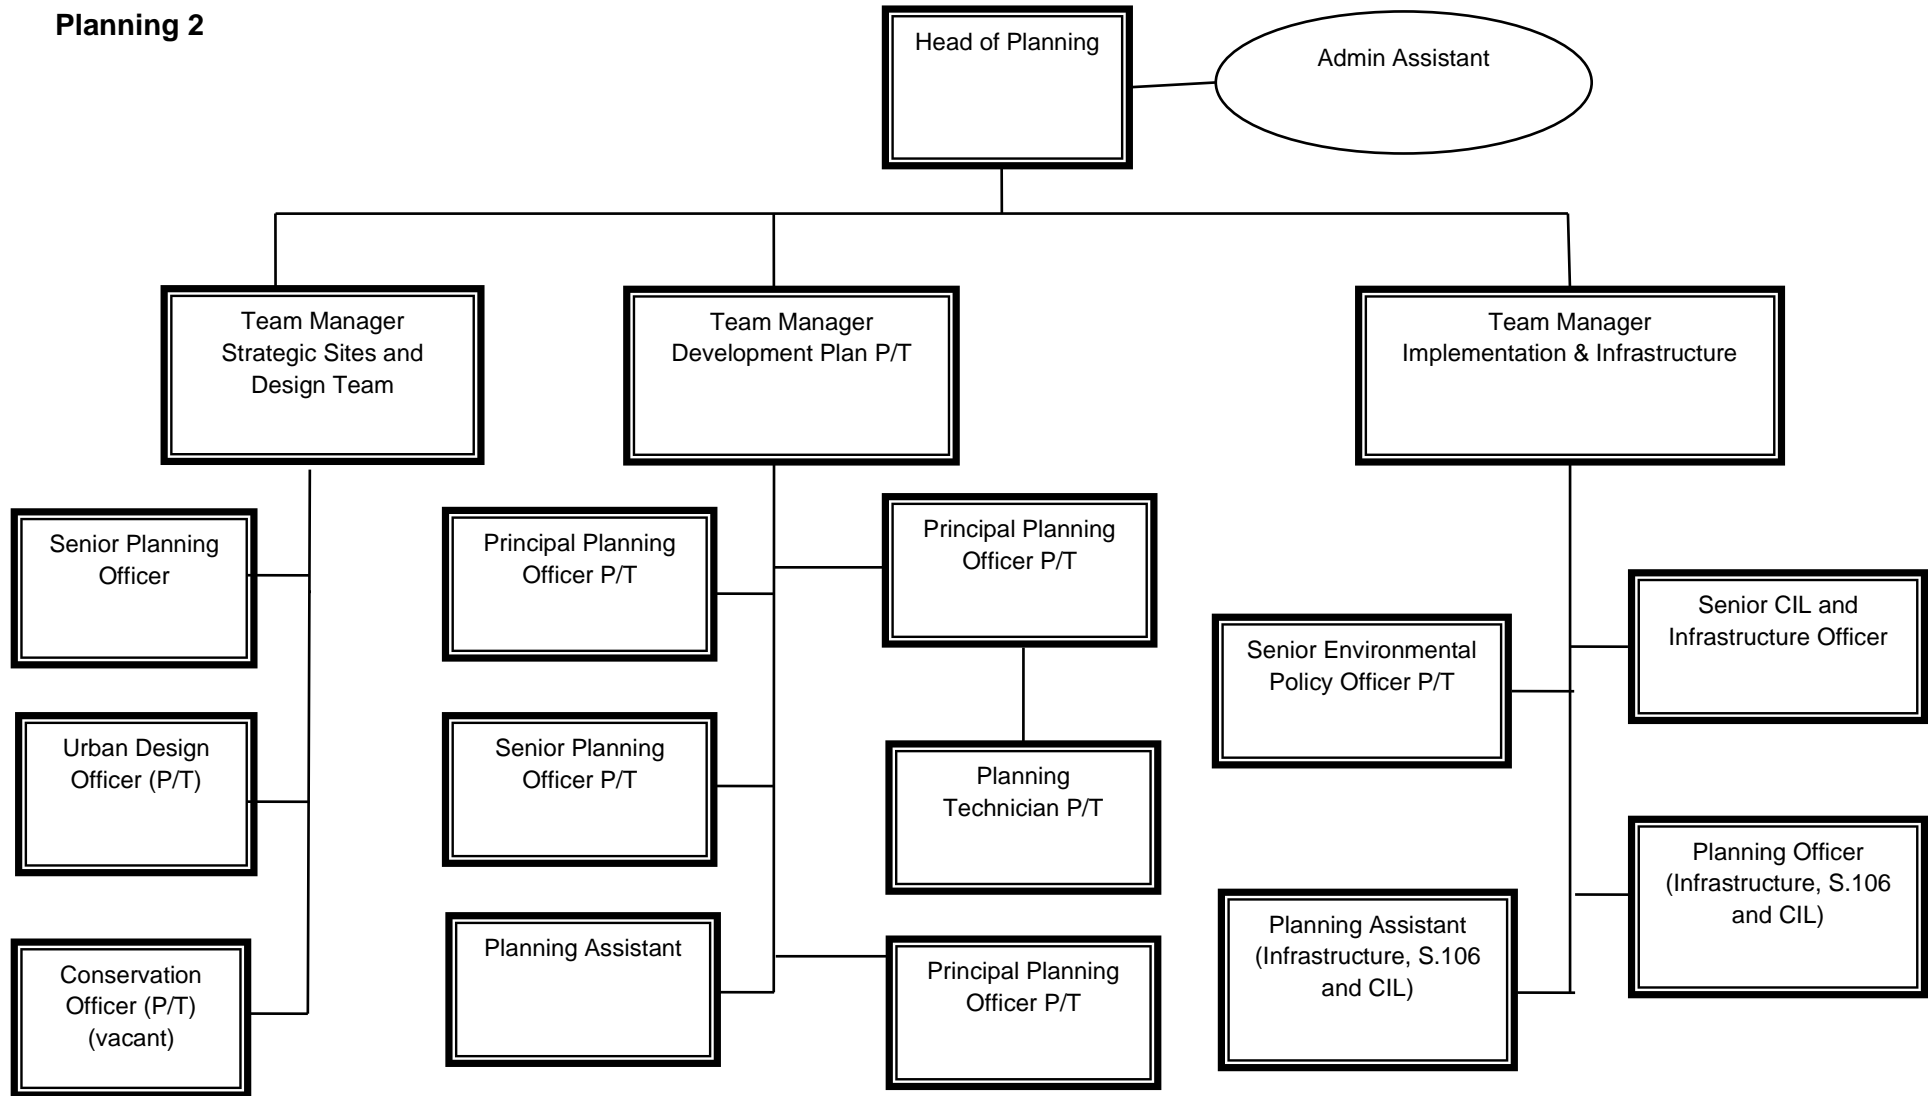 Planning 2
Head of Planning
Admin Assistant
Team Manager
Strategic Sites and
Design Team
Team Manager
Development Plan P/T
Team Manager
Implementation & Infrastructure
Senior Planning
Officer
Urban Design
Officer (P/T)
Conservation
Officer (P/T)
(vacant)
Principal Planning
Officer P/T
Senior Planning
Officer P/T
Planning Assistant
Principal Planning
Officer P/T
Planning
Technician P/T
Principal Planning
Officer P/T
Senior Environmental
Policy Officer P/T
Planning Assistant
(Infrastructure, S.106
and CIL)
Senior CIL and
Infrastructure Officer
Planning Officer
(Infrastructure, S.106
and CIL)